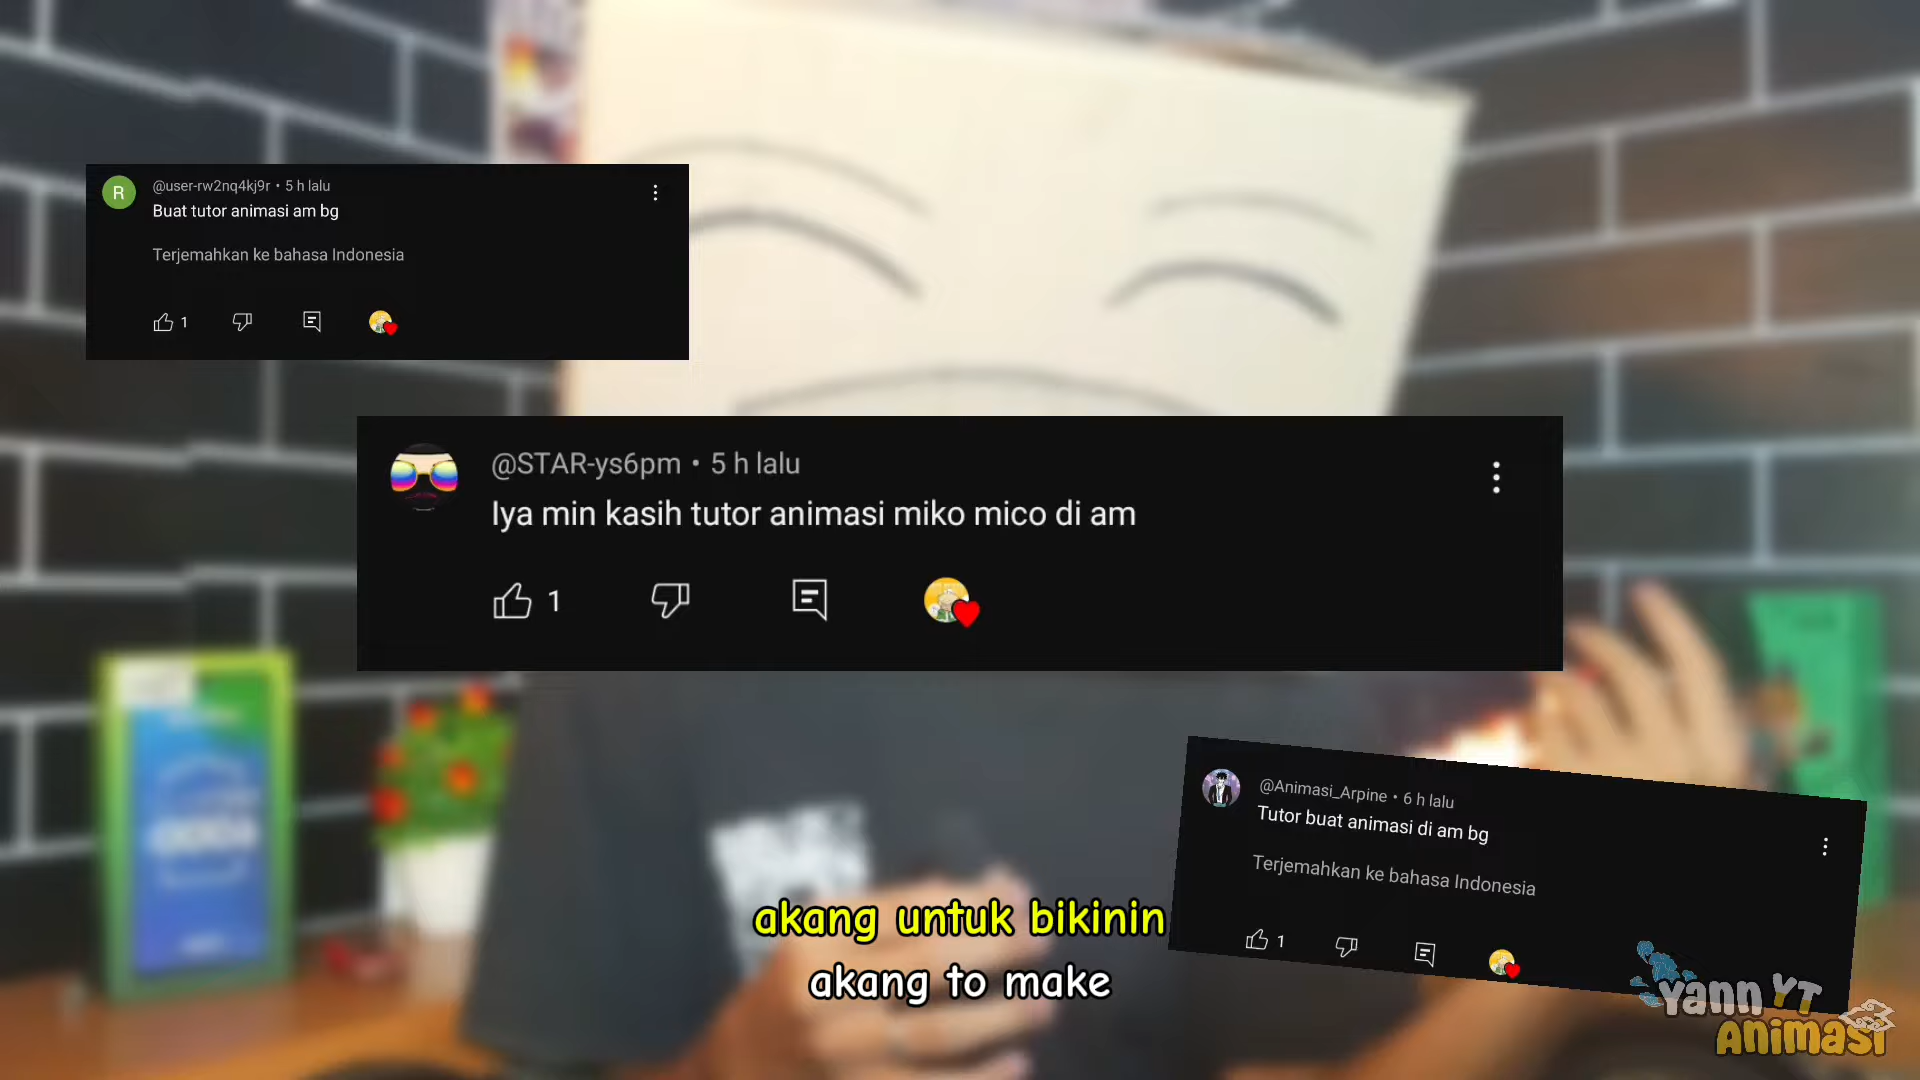 @user-rw2nq4kj9r • 5 h lalu
Buat tutor animasi am bg
Terjemahkan ke bahasa Indonesia
1
R
@STAR-ys6pm • 5 h lalu
Iya min kasih tutor animasi miko mico di am
1
@Animasi_Arpine • 6 h lalu
Tutor buat animasi di am bg
Terjemahkan ke bahasa Indonesia
1
akang untuk bikinin
akang to make
Yann YT
Animasi